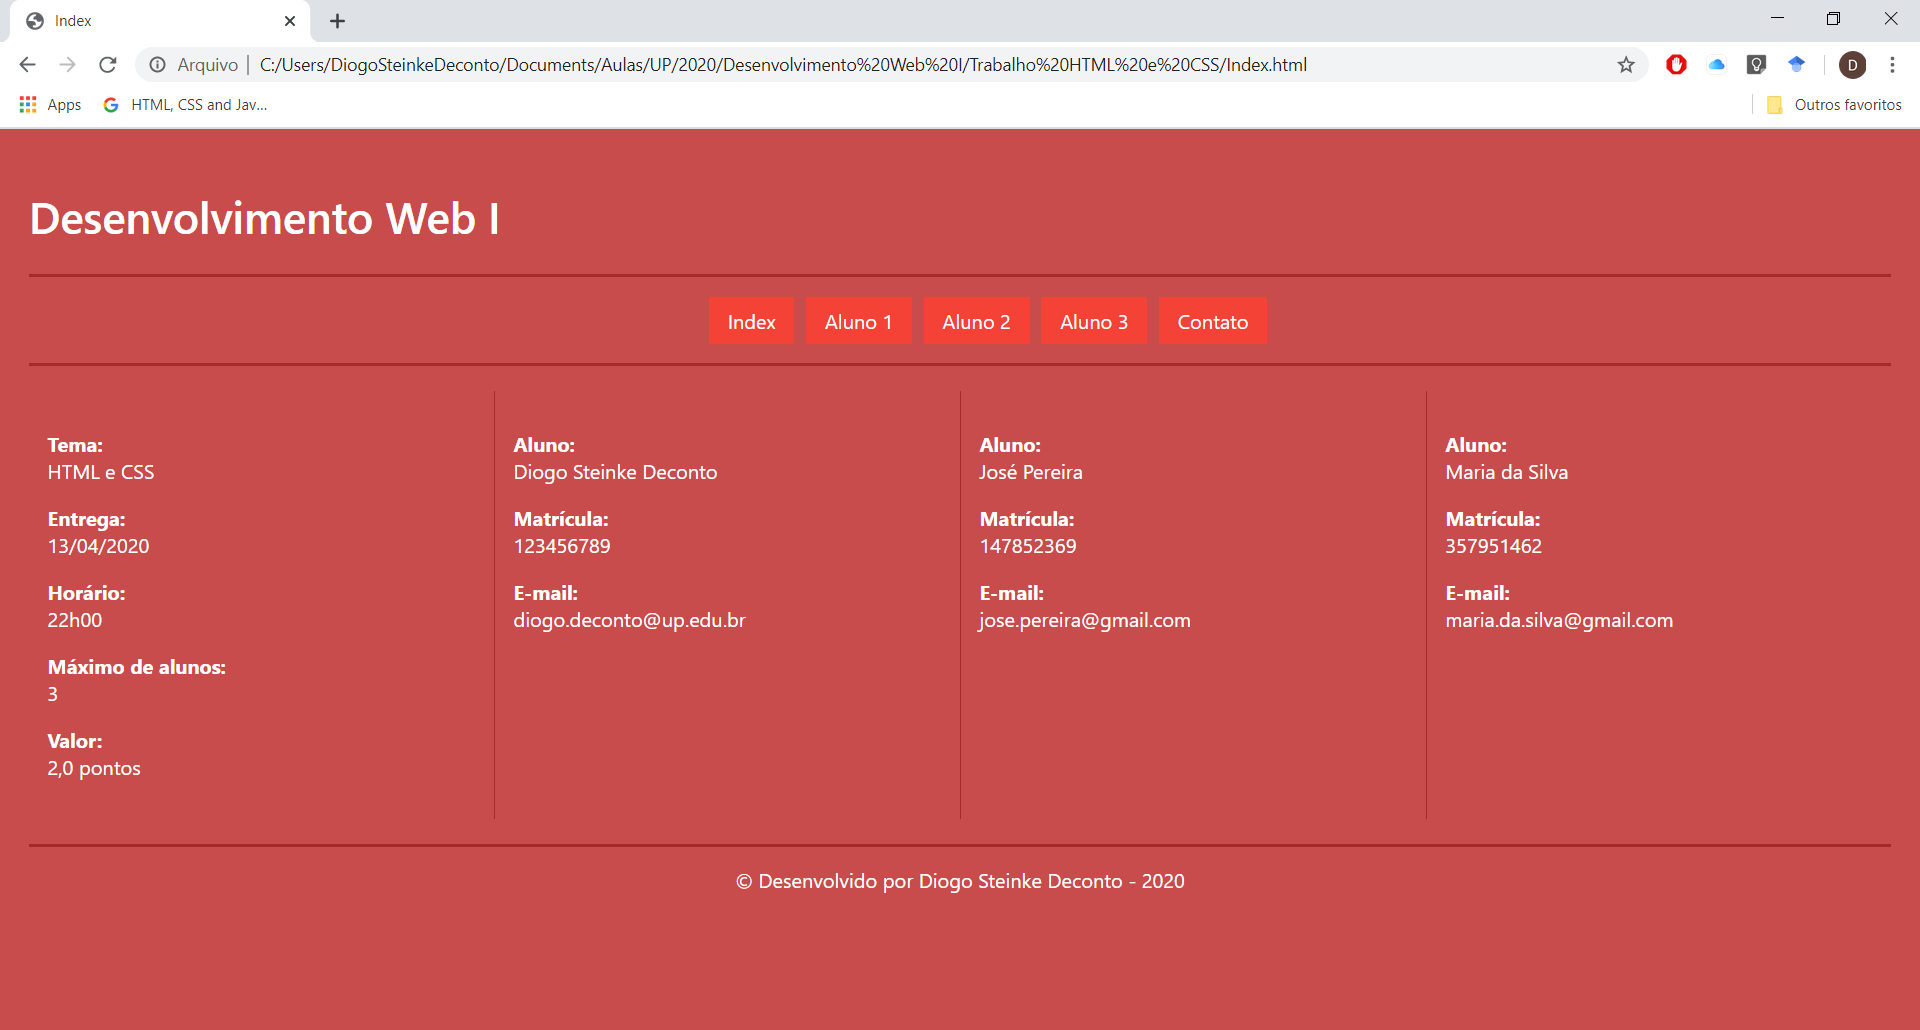 Index
Arquivo | C:/Users/DiogoSteinkeDeconto/Documents/Aulas/UP/2020/Desenvolvimento%20Web%20I/Trabalho%20HTML%20e%20CSS/Index.html
D
Apps
HTML, CSS and Jav...
Outros favoritos
Desenvolvimento Web I
Index Aluno 1 Aluno 2 Aluno 3 Contato
Tema:
HTML e CSS
Entrega:
13/04/2020
Horário:
22h00
Máximo de alunos:
3
Valor:
2,0 pontos
Aluno:
Diogo Steinke Deconto
Matrícula:
123456789
E-mail:
diogo.deconto@up.edu.br
Aluno:
José Pereira
Matrícula:
147852369
E-mail:
jose.pereira@gmail.com
Aluno:
Maria da Silva
Matrícula:
357951462
E-mail:
maria.da.silva@gmail.com
© Desenvolvido por Diogo Steinke Deconto - 2020